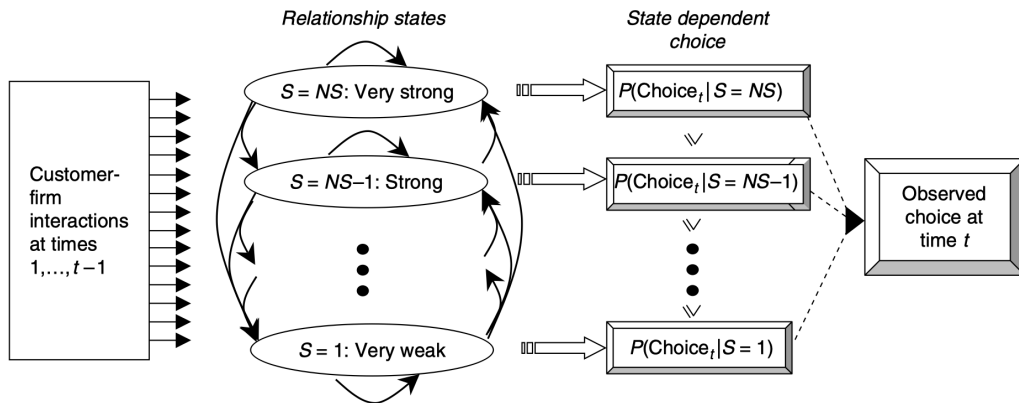 Relationship states
State dependent
choice
Customer-
firm
interactions
at times
1,…, t –1
S = NS: Very strong
S = NS–1: Strong
S = 1: Very weak
P(Choiceₜ | S = NS)
P(Choiceₜ | S = NS–1)
P(Choiceₜ | S = 1)
Observed
choice at
time t